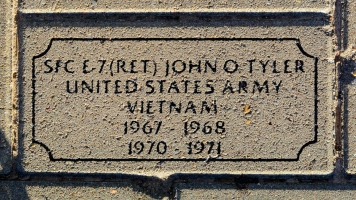 SFC E-7(RET) JOHN O TYLER
UNITED STATES ARMY
VIETNAM
1967 - 1968
1970 - 1971